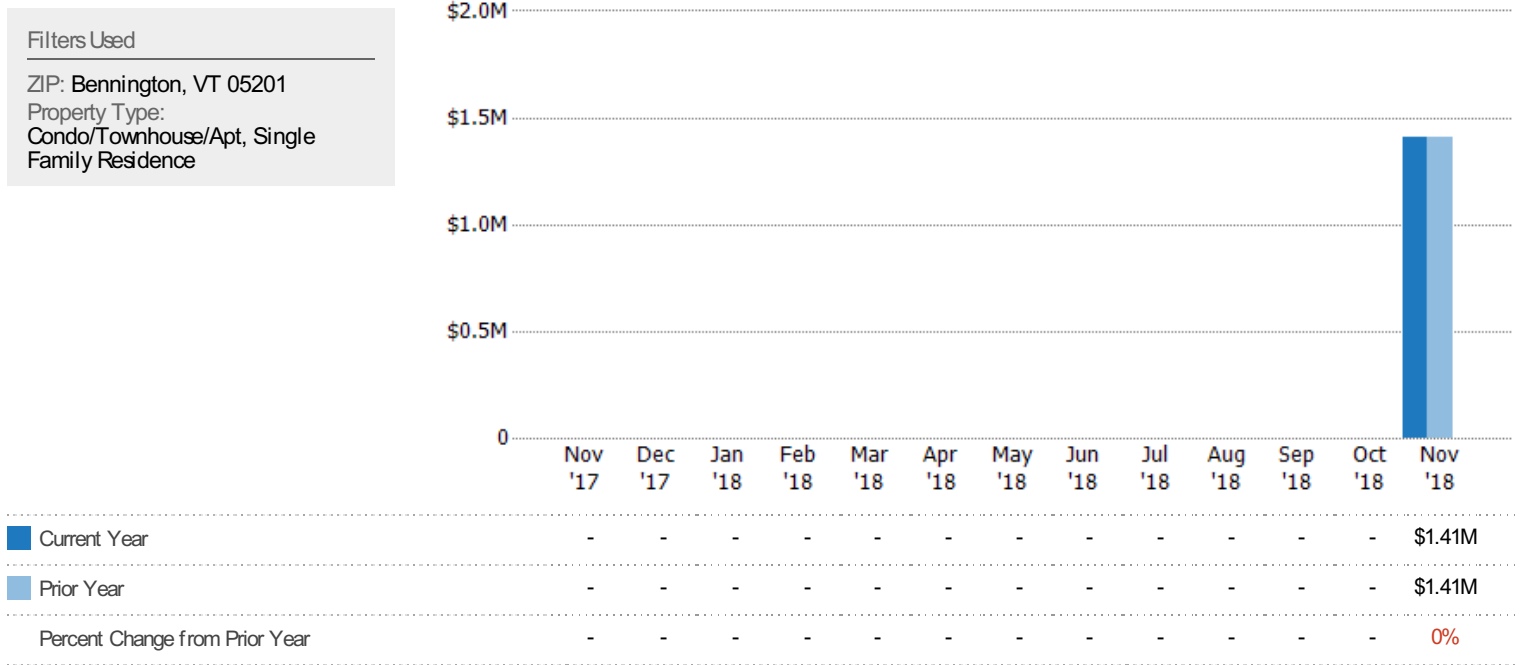 Filters Used
ZIP: Bennington, VT 05201
Property Type:
Condo/Townhouse/Apt, Single
Family Residence
$2.0M
$1.5M
$1.0M
$0.5M
0
Nov Dec Jan Feb Mar Apr May Jun Jul Aug Sep Oct Nov
'17 '17 '18 '18 '18 '18 '18 '18 '18 '18 '18 '18 '18
Current Year - - - - - - - - - - - - $1.41M
Prior Year - - - - - - - - - - - - $1.41M
Percent Change from Prior Year - - - - - - - - - - - - 0%